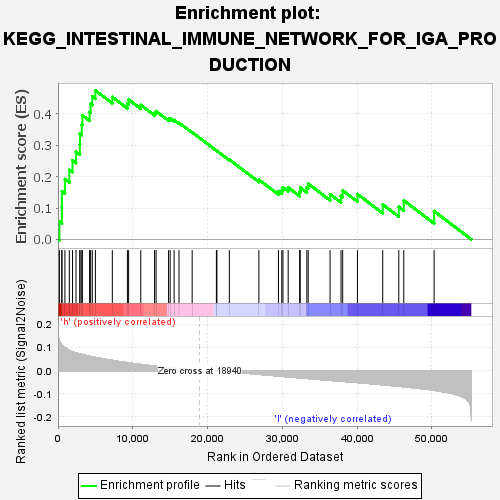 Enrichment plot:
KEGG_INTESTINAL_IMMUNE_NETWORK_FOR_IGA_PRO
DUCTION
Enrichment score (ES)
0.4
0.3
0.2
0.1
0.0
'h' (positively correlated)
Ranked list metric (Signal2Noise)
0.2
0.1
0.0
-0.1
-0.2
Zero cross at 18940
'l' (negatively correlated)
0
10,000
20,000
30,000
40,000
50,000
Rank in Ordered Dataset
Enrichment profile
Hits
Ranking metric scores